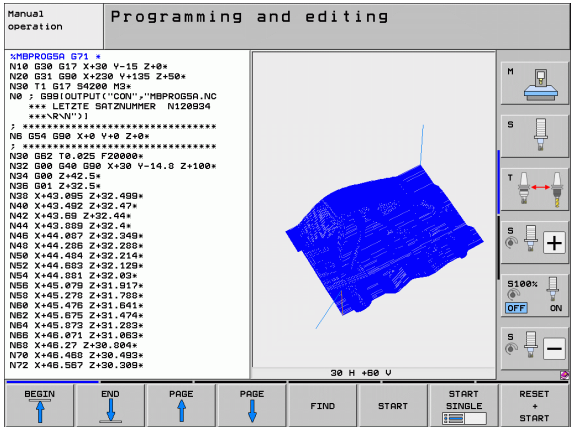 Manual
operation
Programming and editing
%MBPROG5A G71 *
N10 G30 G17 X+30 Y-15 Z+0*
N20 G31 G90 X+230 Y+135 Z+50*
N30 T1 G17 S4200 M3*
N0 ; G99(OUTPUT("CON","MBPROG5A.NC
*** LETZTE SATZNUMMER N120934
***\R\N")]
; *********************************
N6 G54 G90 X+0 Y+0 Z+0*
; *********************************
N30 G62 T0.025 F20000*
N32 G00 G40 G90 X+30 Y-14.8 Z+100*
N34 G00 Z+42.5*
N36 G01 Z+32.5*
N38 X+43.095 Z+32.499*
N40 X+43.492 Z+32.47*
N42 X+43.69 Z+32.44*
N44 X+43.889 Z+32.4*
N46 X+44.087 Z+32.349*
N48 X+44.286 Z+32.288*
N50 X+44.484 Z+32.214*
N52 X+44.683 Z+32.129*
N54 X+44.881 Z+32.03*
N56 X+45.079 Z+31.917*
N58 X+45.278 Z+31.788*
N60 X+45.476 Z+31.641*
N62 X+45.675 Z+31.474*
N64 X+45.873 Z+31.283*
N66 X+46.071 Z+31.063*
N68 X+46.27 Z+30.804*
N70 X+46.468 Z+30.493*
N72 X+46.567 Z+30.309*
30 H +60 V
M
S
T
S
+
S100%
OFF ON
S
−
BEGIN
END
PAGE
PAGE
FIND
START
START
SINGLE
RESET
+
START